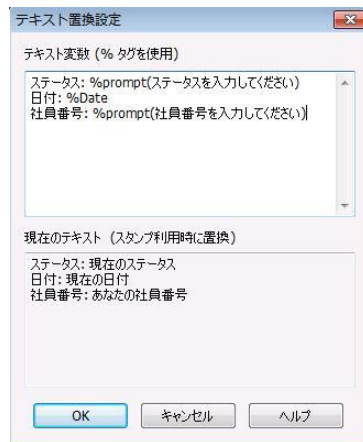 テキスト置換設定
テキスト変数 (% タグを使用)
ステータス: %prompt(ステータスを入力してください)
日付: %Date
社員番号: %prompt(社員番号を入力してください)
現在のテキスト (スタンプ利用時に置換)
ステータス: 現在のステータス
日付: 現在の日付
社員番号: あなたの社員番号
OK
キャンセル
ヘルプ